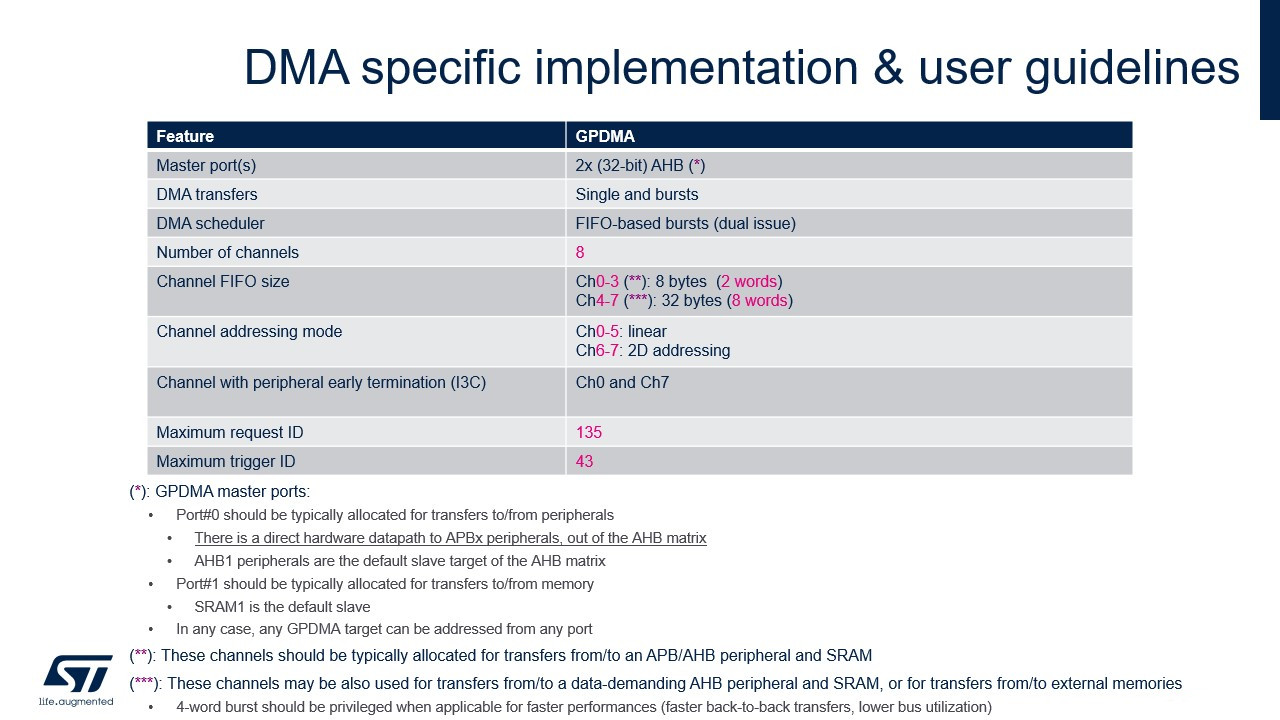 DMA specific implementation & user guidelines
Feature GPDMA
Master port(s) 2x (32-bit) AHB (*)
DMA transfers Single and bursts
DMA scheduler FIFO-based bursts (dual issue)
Number of channels 8
Channel FIFO size Ch0-3 (**): 8 bytes (2 words)
Ch4-7 (***): 32 bytes (8 words)
Channel addressing mode Ch0-5: linear
Ch6-7: 2D addressing
Channel with peripheral early termination (I3C) Ch0 and Ch7
Maximum request ID 135
Maximum trigger ID 43
(*): GPDMA master ports:
• Port#0 should be typically allocated for transfers to/from peripherals
• There is a direct hardware datapath to APBx peripherals, out of the AHB matrix
• AHB1 peripherals are the default slave target of the AHB matrix
• Port#1 should be typically allocated for transfers to/from memory
• SRAM1 is the default slave
• In any case, any GPDMA target can be addressed from any port
(**): These channels should be typically allocated for transfers from/to an APB/AHB peripheral and SRAM
(***): These channels may be also used for transfers from/to a data-demanding AHB peripheral and SRAM, or for transfers from/to external memories
• 4-word burst should be privileged when applicable for faster performances (faster back-to-back transfers, lower bus utilization)
ST
life.augmented